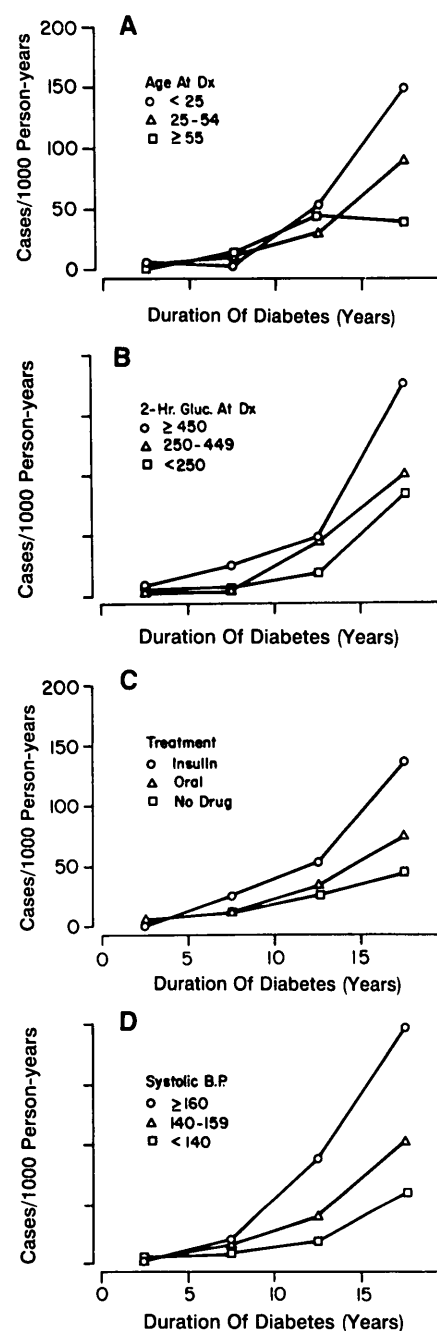 A
200
150
100
50
0
Cases/1000 Person-years
Age At Dx
< 25
25-54
≥ 55
Duration Of Diabetes (Years)
B
Cases/1000 Person-years
2-Hr. Gluc. At Dx
≥ 450
250-449
<250
Duration Of Diabetes (Years)
C
200
150
100
50
0
Cases/1000 Person-years
Treatment
Insulin
Oral
No Drug
0 5 10 15
Duration Of Diabetes (Years)
D
Cases/1000 Person-years
Systolic B.P.
≥160
140-159
<140
0 5 10 15
Duration Of Diabetes (Years)